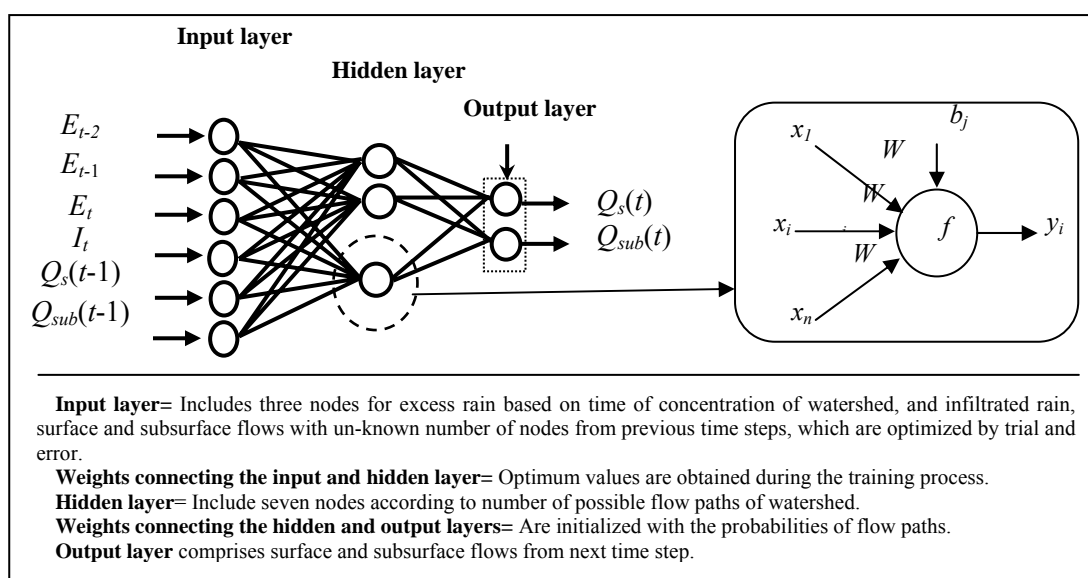 Input layer
Hidden layer
Output layer
E_{t-2}
E_{t-1}
E_t
I_t
Q_s(t-1)
Q_{sub}(t-1)
Q_s(t)
Q_{sub}(t)
x_1
W
b_j
W
x_i
i
f
y_i
W
x_n
Input layer= Includes three nodes for excess rain based on time of concentration of watershed, and infiltrated rain,
surface and subsurface flows with un-known number of nodes from previous time steps, which are optimized by trial and
error.
Weights connecting the input and hidden layer= Optimum values are obtained during the training process.
Hidden layer= Include seven nodes according to number of possible flow paths of watershed.
Weights connecting the hidden and output layers= Are initialized with the probabilities of flow paths.
Output layer comprises surface and subsurface flows from next time step.